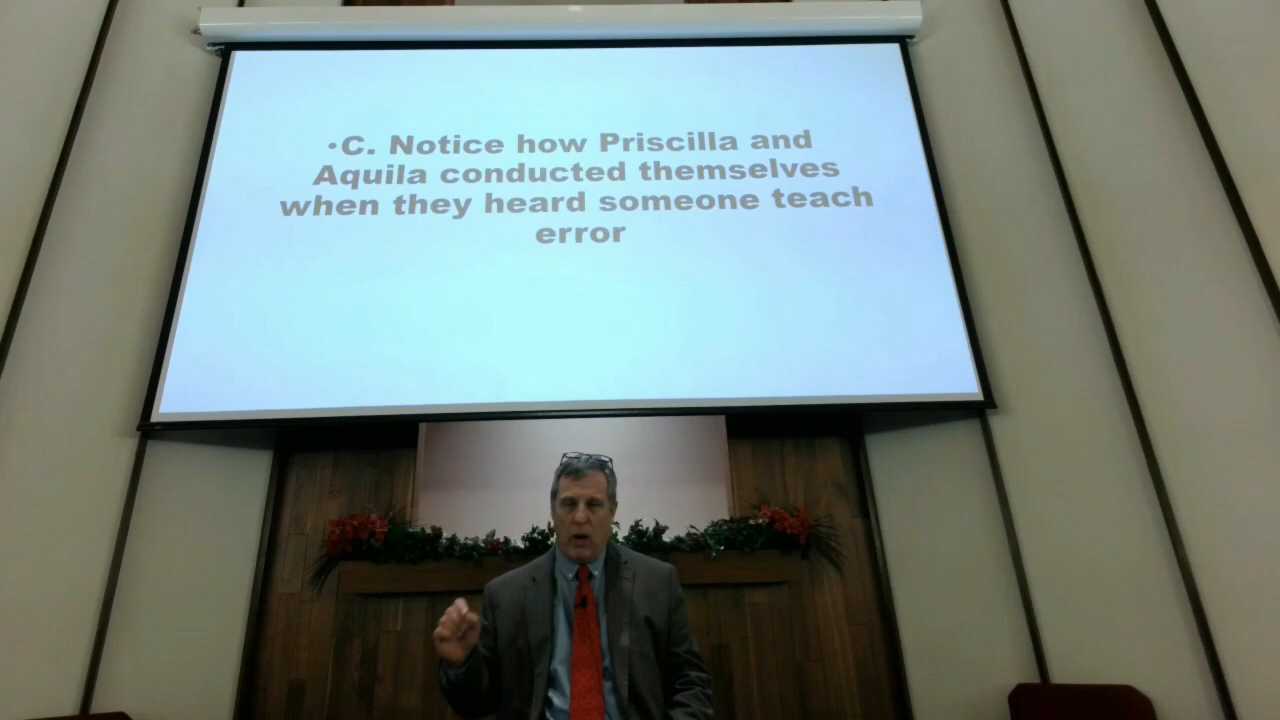 •C. Notice how Priscilla and
Aquila conducted themselves
when they heard someone teach
error